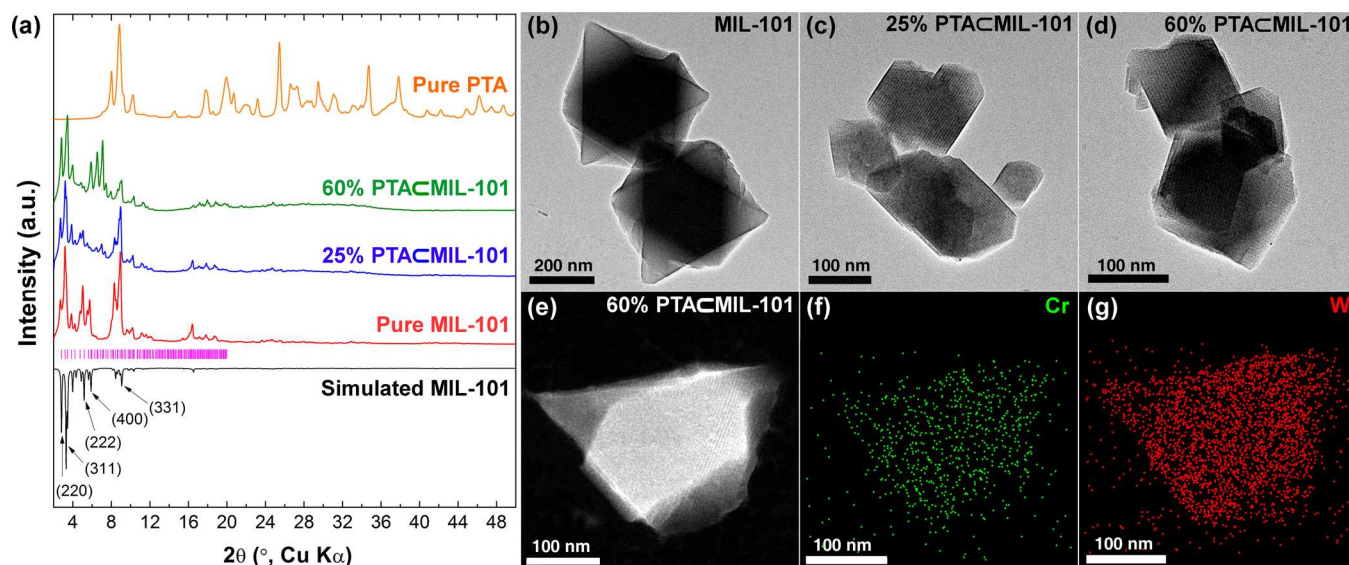 (a)
Pure PTA
60% PTA⊂MIL-101
25% PTA⊂MIL-101
Pure MIL-101
Simulated MIL-101
(331)
(400)
(222)
(311)
(220)
Intensity (a.u.)
4 8 12 16 20 24 28 32 36 40 44 48
2θ (°, Cu Kα)
(b) MIL-101
200 nm
(c) 25% PTA⊂MIL-101
100 nm
(d) 60% PTA⊂MIL-101
100 nm
(e) 60% PTA⊂MIL-101
100 nm
(f) Cr
100 nm
(g) W
100 nm